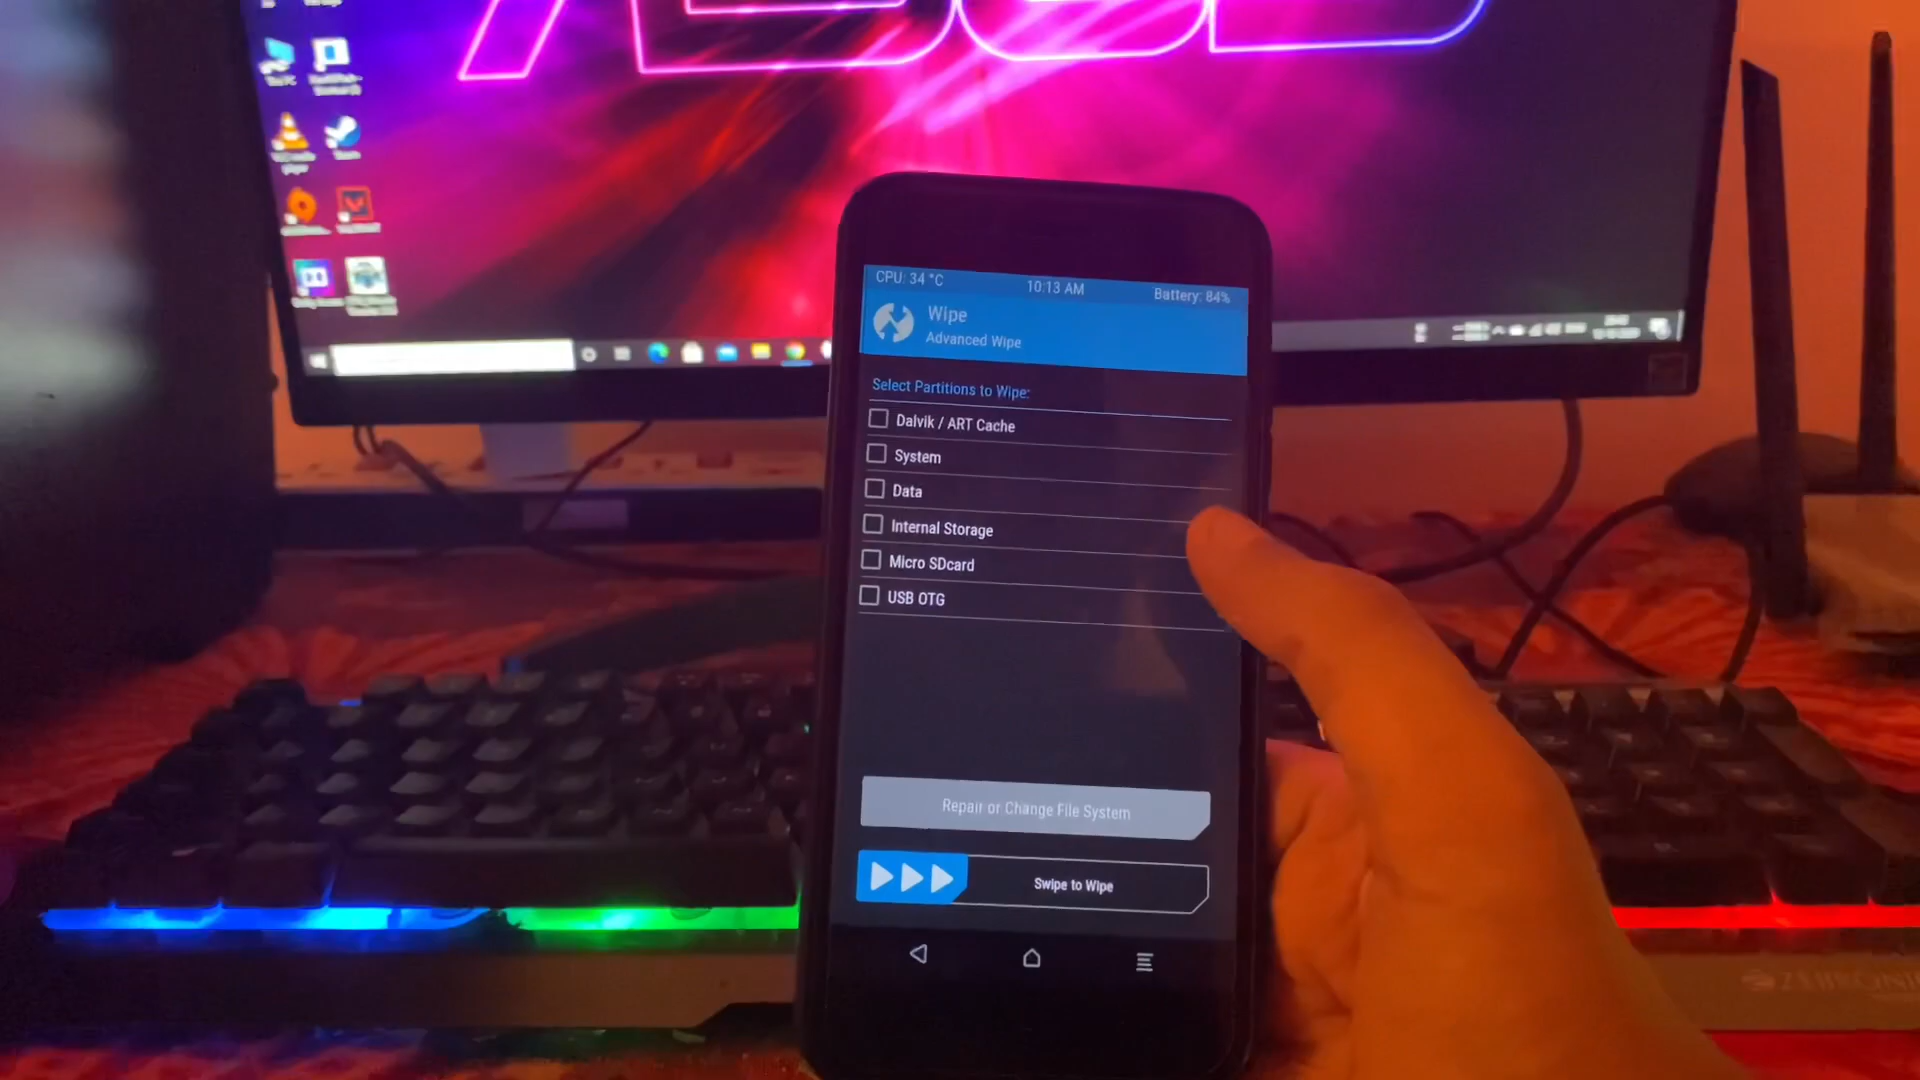 CPU: 34 °C
10:13 AM
Battery: 84%
Wipe
Advanced Wipe
Select Partitions to Wipe:
Dalvik / ART Cache
System
Data
Internal Storage
Micro SDcard
USB OTG
Repair or Change File System
Swipe to Wipe